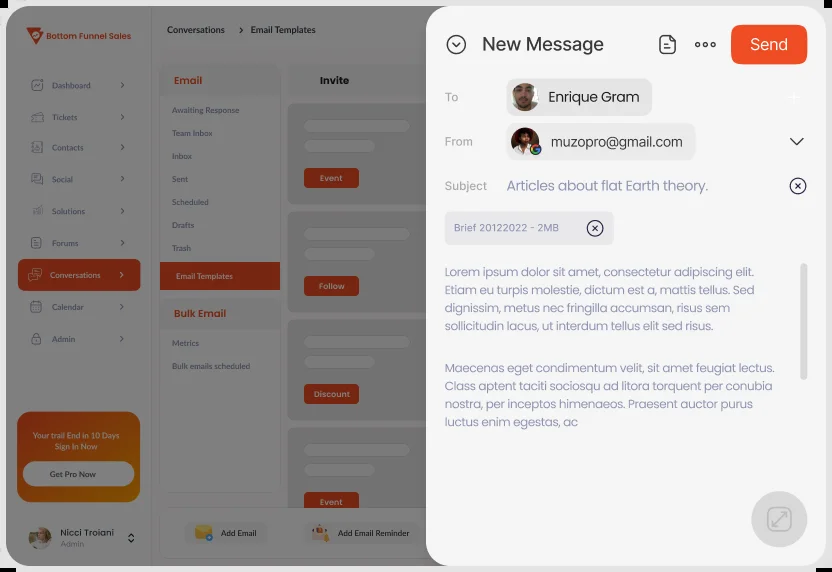 Bottom Funnel Sales
Dashboard
Tickets
Contacts
Social
Solutions
Forums
Conversations
Calendar
Admin
Your trail End in 10 Days
Sign In Now
Get Pro Now
Nicci Troiani
Admin
Conversations
Email Templates
Email
Awaiting Response
Team Inbox
Inbox
Sent
Scheduled
Drafts
Trash
Email Templates
Bulk Email
Metrics
Bulk emails scheduled
Invite
Event
Follow
Discount
Event
Add Email
Add Email Reminder
New Message
Send
To
Enrique Gram
From
muzopro@gmail.com
Subject
Articles about flat Earth theory.
Brief 20122022 - 2MB
Lorem ipsum dolor sit amet, consectetur adipiscing elit.
Etiam eu turpis molestie, dictum est a, mattis tellus. Sed
dignissim, metus nec fringilla accumsan, risus sem
sollicitudin lacus, ut interdum tellus elit sed risus.
Maecenas eget condimentum velit, sit amet feugiat lectus.
Class aptent taciti sociosqu ad litora torquent per conubia
nostra, per inceptos himenaeos. Praesent auctor purus
luctus enim egestas, ac